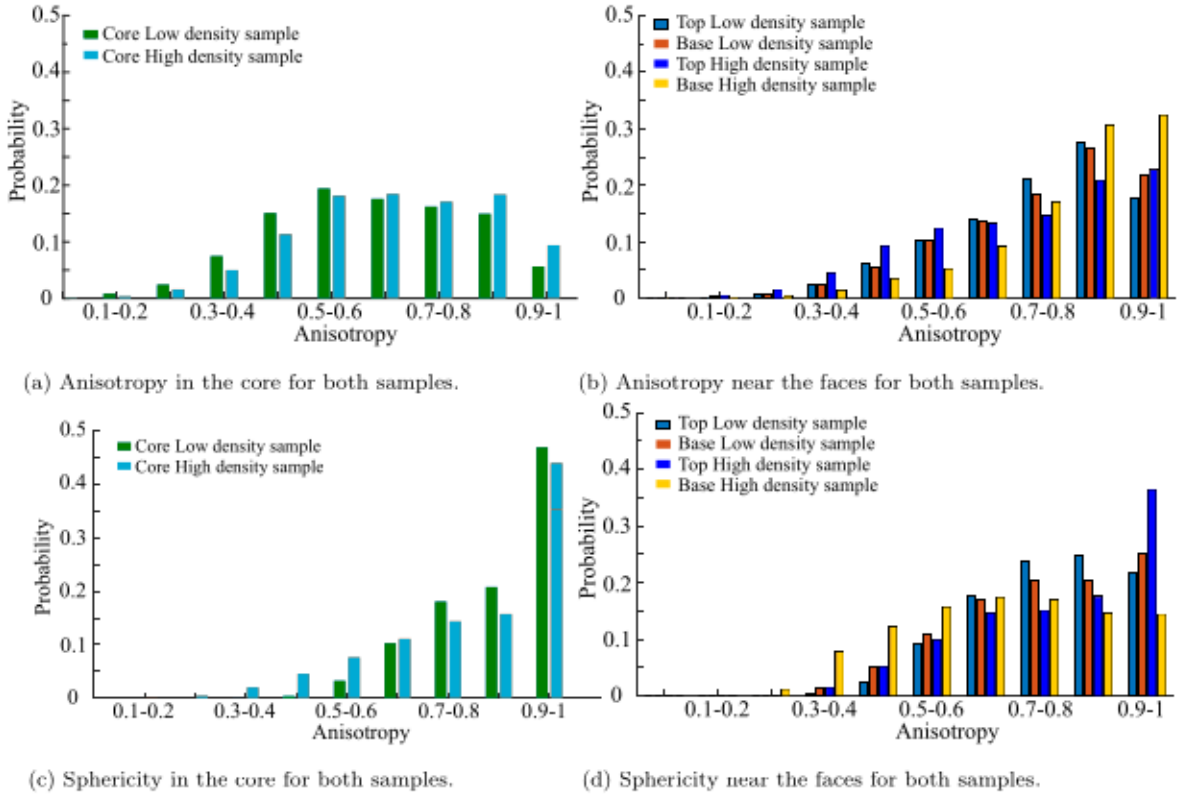 0.5
0.4
0.3
0.2
0.1
0
Probability
Core Low density sample
Core High density sample
0.1-0.2 0.3-0.4 0.5-0.6 0.7-0.8 0.9-1
Anisotropy
(a) Anisotropy in the core for both samples.
0.5
0.4
0.3
0.2
0.1
0
Probability
Top Low density sample
Base Low density sample
Top High density sample
Base High density sample
0.1-0.2 0.3-0.4 0.5-0.6 0.7-0.8 0.9-1
Anisotropy
(b) Anisotropy near the faces for both samples.
0.5
0.4
0.3
0.2
0.1
0
Probability
Core Low density sample
Core High density sample
0.1-0.2 0.3-0.4 0.5-0.6 0.7-0.8 0.9-1
Anisotropy
(c) Sphericity in the core for both samples.
0.5
0.4
0.3
0.2
0.1
0
Probability
Top Low density sample
Base Low density sample
Top High density sample
Base High density sample
0.1-0.2 0.3-0.4 0.5-0.6 0.7-0.8 0.9-1
Anisotropy
(d) Sphericity near the faces for both samples.